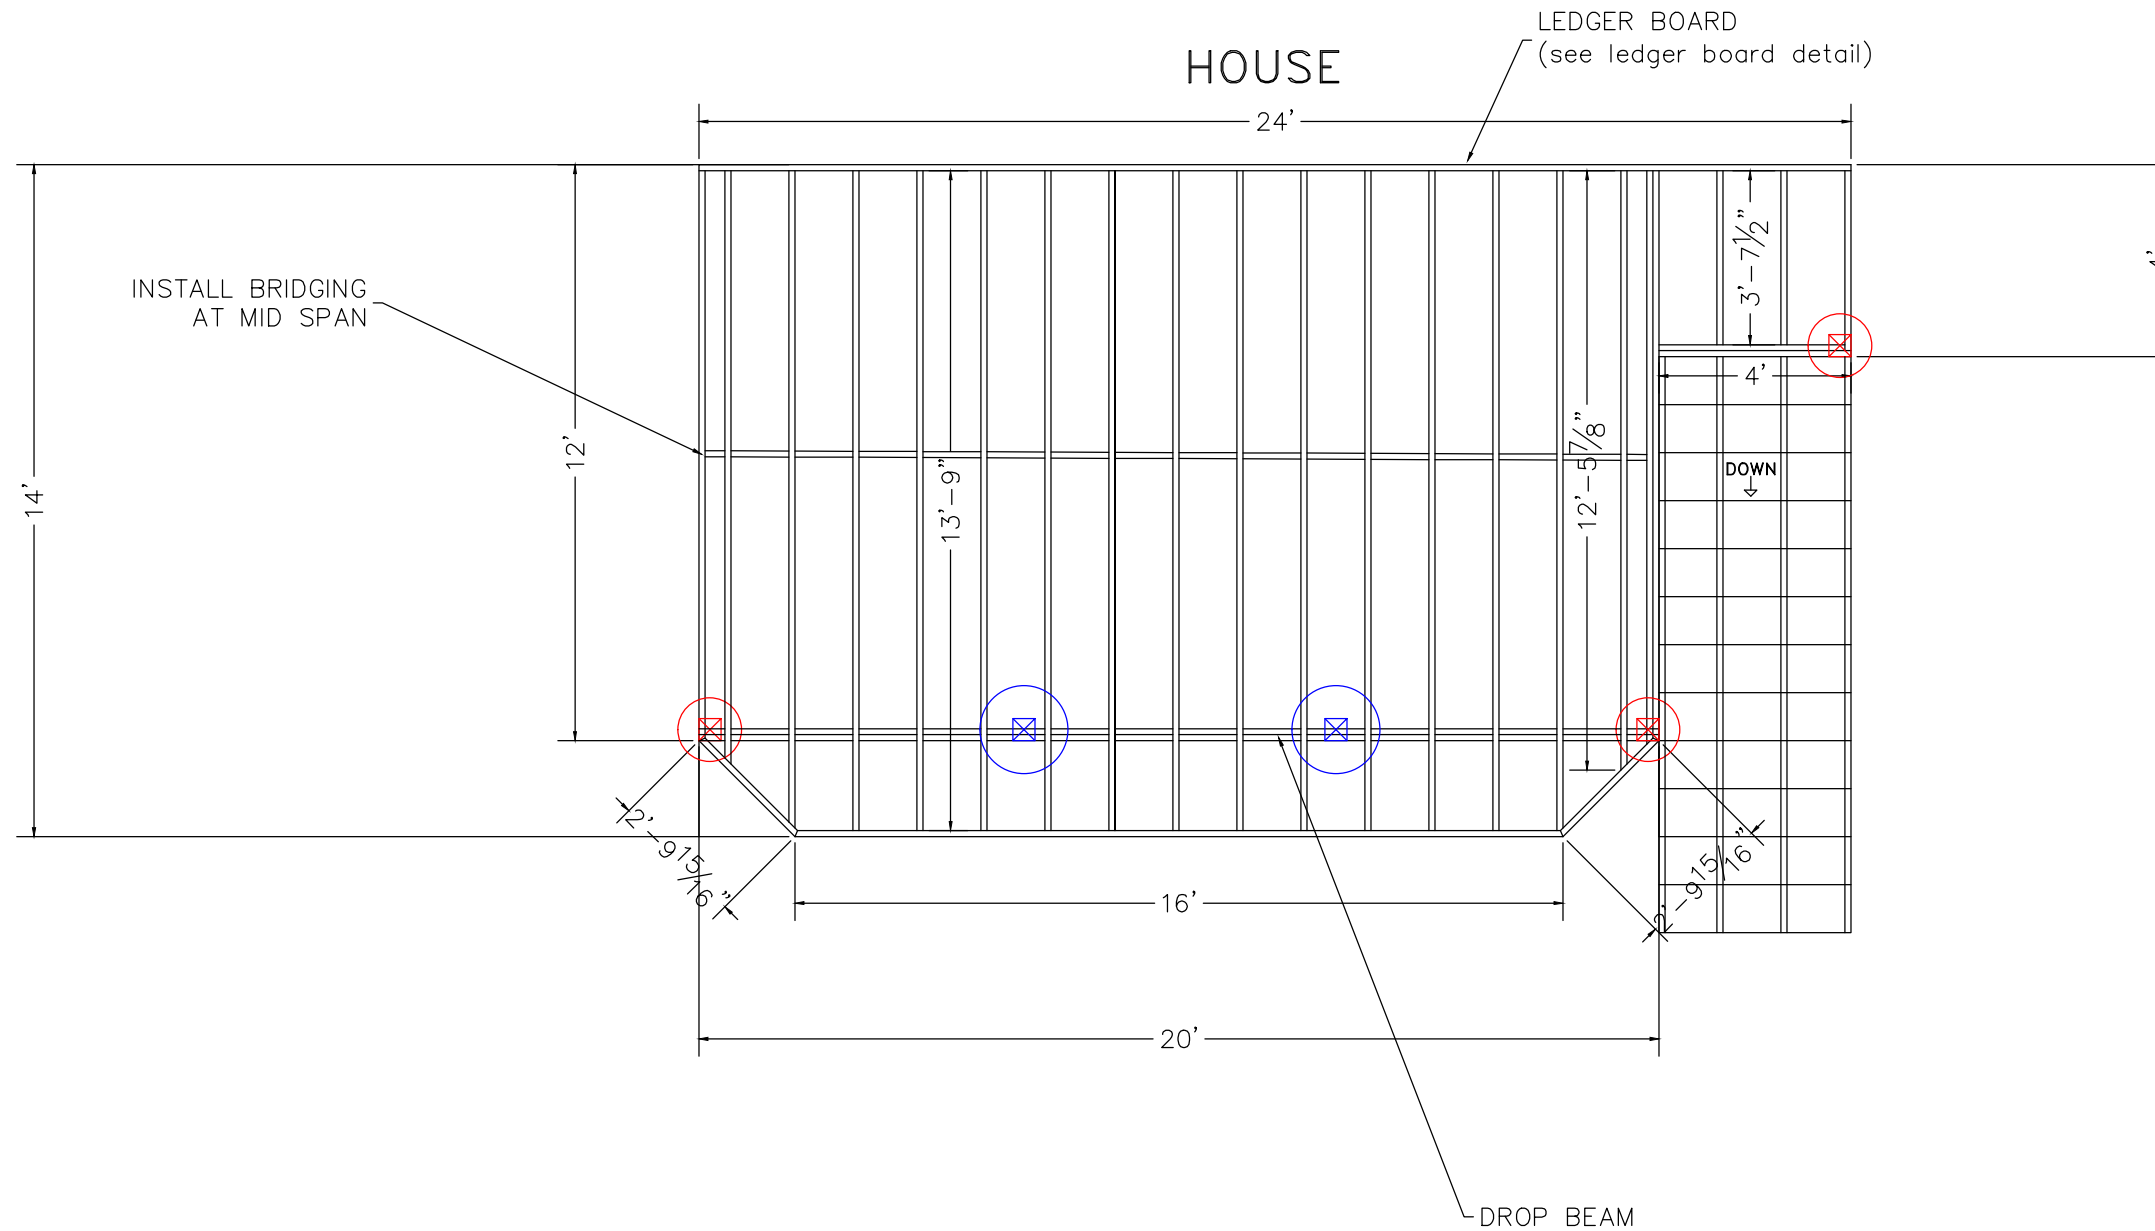 LEDGER BOARD
(see ledger board detail)
HOUSE
24'
3'-7½"
4'
INSTALL BRIDGING
AT MID SPAN
4'
12'
14'
13'-9"
12'-5⅞"
DOWN
2'-9 15/16"
2'-9 15/16"
16'
20'
DROP BEAM